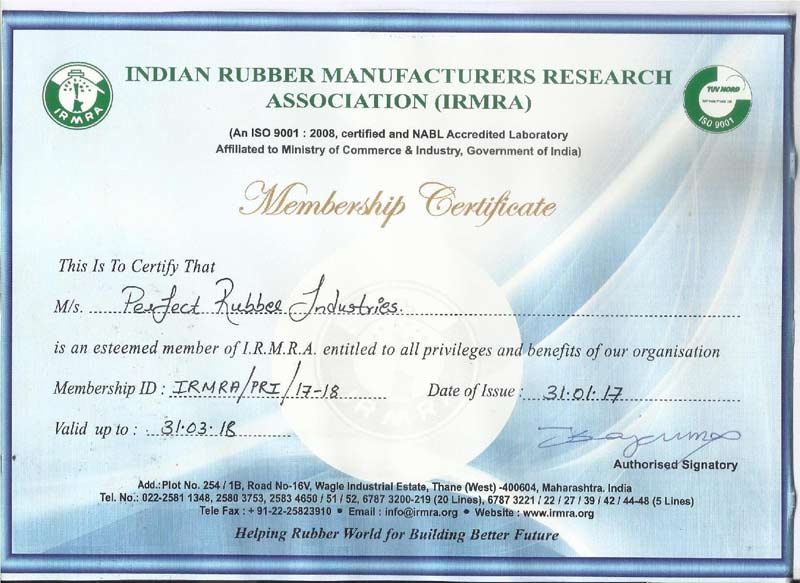 INDIAN RUBBER MANUFACTURERS RESEARCH
ASSOCIATION (IRMRA)
IRMRA
TUV NORD
ISO 9001
(An ISO 9001 : 2008, certified and NABL Accredited Laboratory
Affiliated to Ministry of Commerce & Industry, Government of India)
Membership Certificate
This Is To Certify That
M/s. Perfect Rubber Industries.
is an esteemed member of I.R.M.R.A. entitled to all privileges and benefits of our organisation
Membership ID : IRMRA/PRI/17-18 Date of Issue : 31.01.17
Valid up to : 31.03.18
Authorised Signatory
Add.:Plot No. 254 / 1B, Road No-16V, Wagle Industrial Estate, Thane (West) -400604, Maharashtra. India
Tel. No.: 022-2581 1348, 2580 3753, 2583 4650 / 51 / 52, 6787 3200-219 (20 Lines), 6787 3221 / 22 / 27 / 39 / 42 / 44-48 (5 Lines)
Tele Fax : + 91-22-25823910 • Email : info@irmra.org • Website : www.irmra.org
Helping Rubber World for Building Better Future